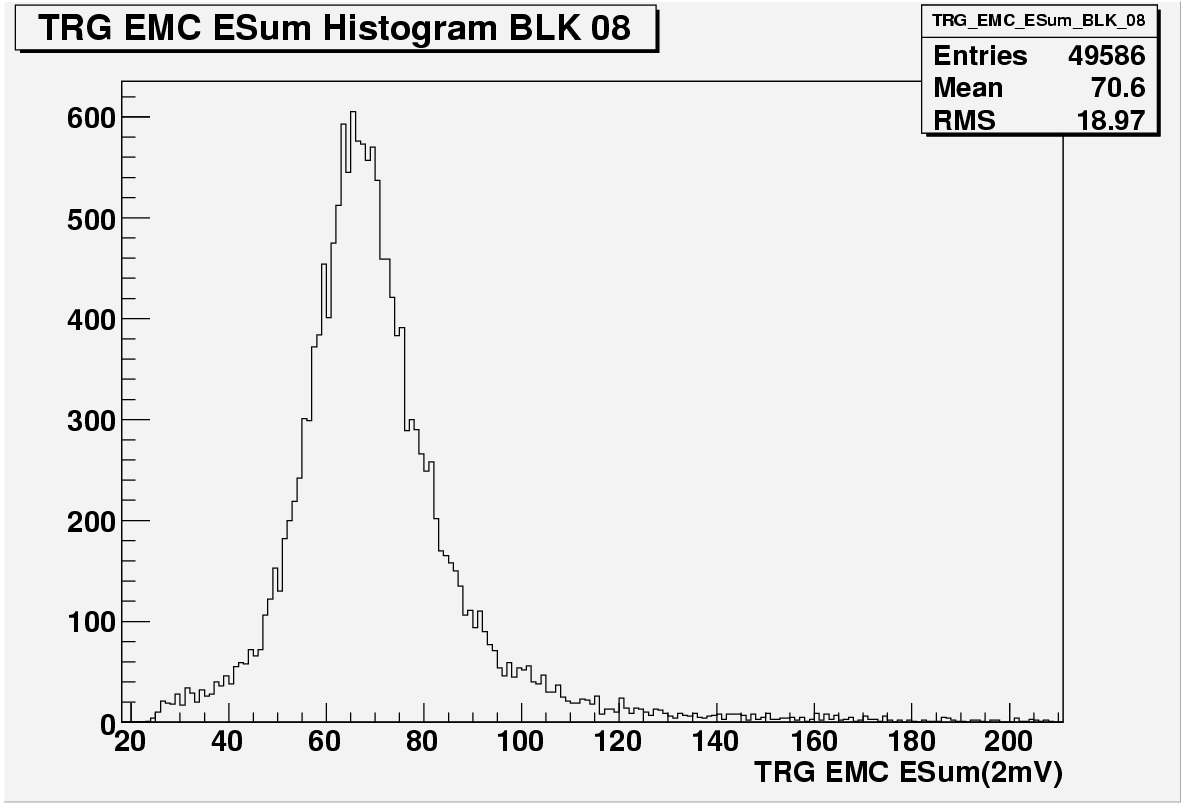 TRG EMC ESum Histogram BLK 08
TRG_EMC_ESum_BLK_08
Entries 49586
Mean 70.6
RMS 18.97
600
500
400
300
200
100
0
20 40 60 80 100 120 140 160 180 200
TRG EMC ESum(2mV)